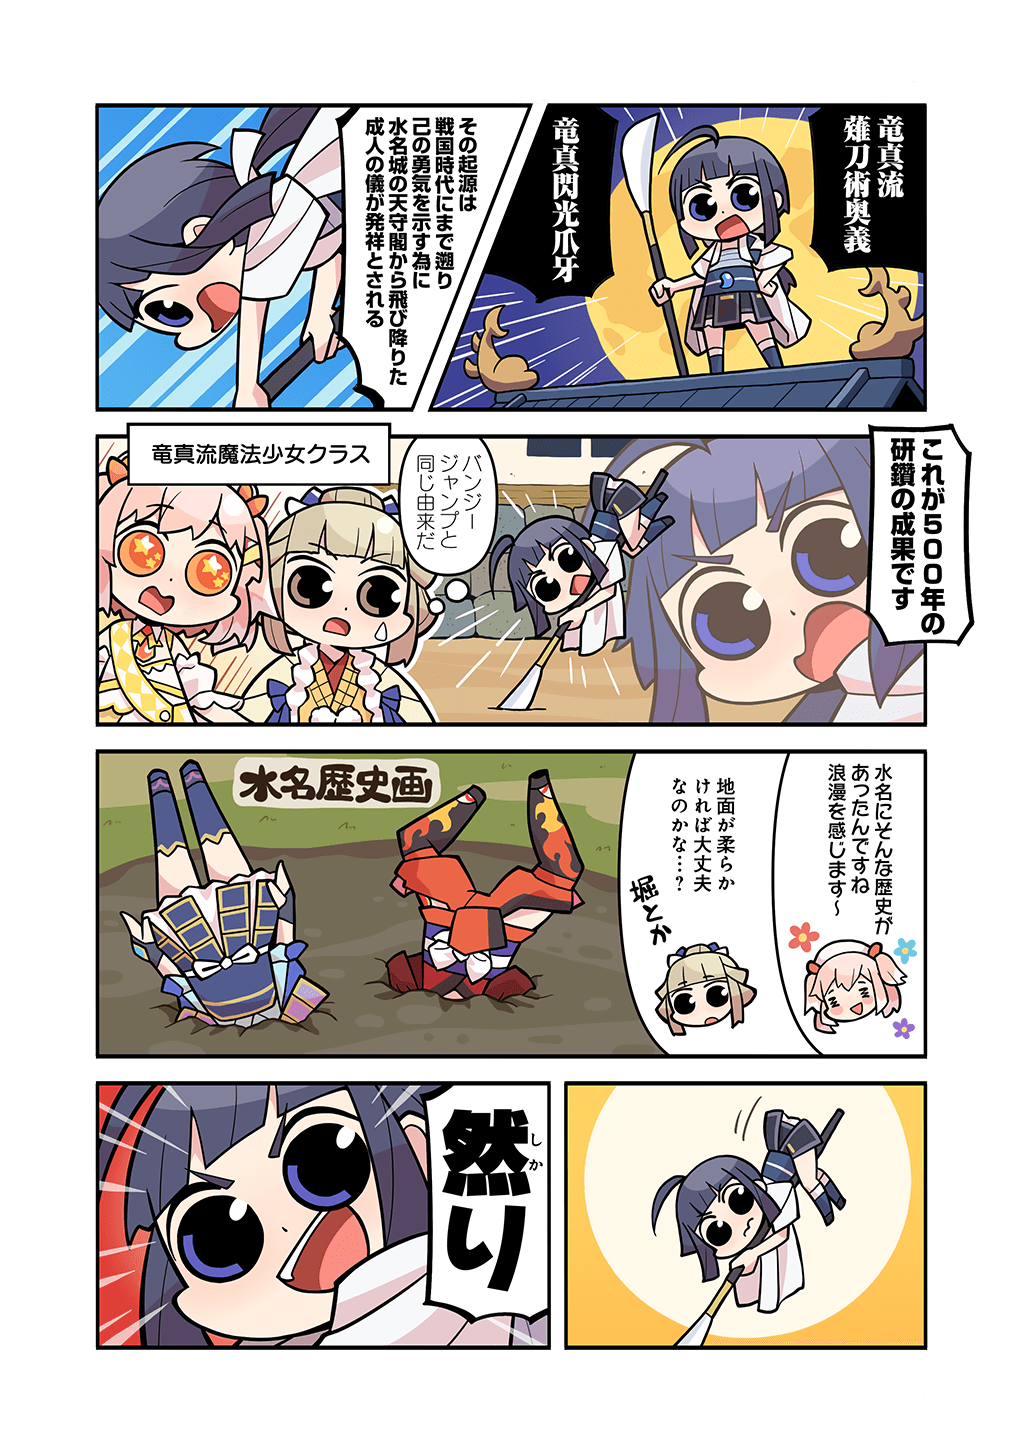 竜真流
薙刀術奥義
竜真閃光爪牙
その起源は
戦国時代にまで遡り
己の勇気を示す為に
水名城の天守閣から飛び降りた
成人の儀が発祥とされる
これが500年の
研鑽の成果です
バンジー
ジャンプと
同じ由来だ
竜真流魔法少女クラス
水名にそんな歴史が
あったんですね
浪漫を感じます～
地面が柔らか
ければ大丈夫
なのかな…?
堀とか
水名歴史画
然り
しか